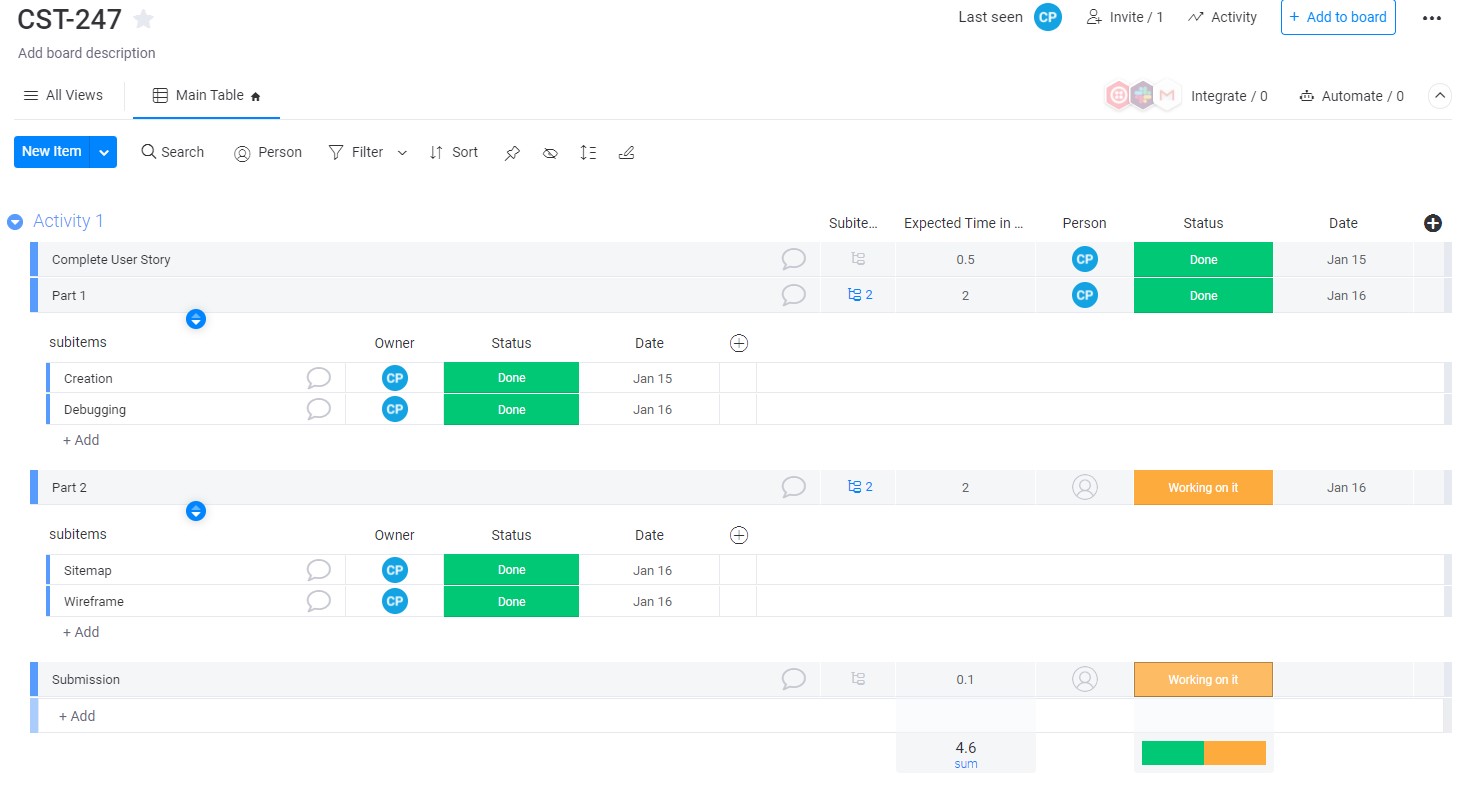 CST-247
Last seen CP Invite / 1 Activity + Add to board
Add board description
All Views Main Table Integrate / 0 Automate / 0
New Item Search Person Filter Sort
Activity 1 Subite... Expected Time in ... Person Status Date
Complete User Story 0.5 CP Done Jan 15
Part 1 2 2 CP Done Jan 16
subitems Owner Status Date
Creation CP Done Jan 15
Debugging CP Done Jan 16
+ Add
Part 2 2 2 Working on it Jan 16
subitems Owner Status Date
Sitemap CP Done Jan 16
Wireframe CP Done Jan 16
+ Add
Submission 0.1 Working on it
+ Add
4.6
sum